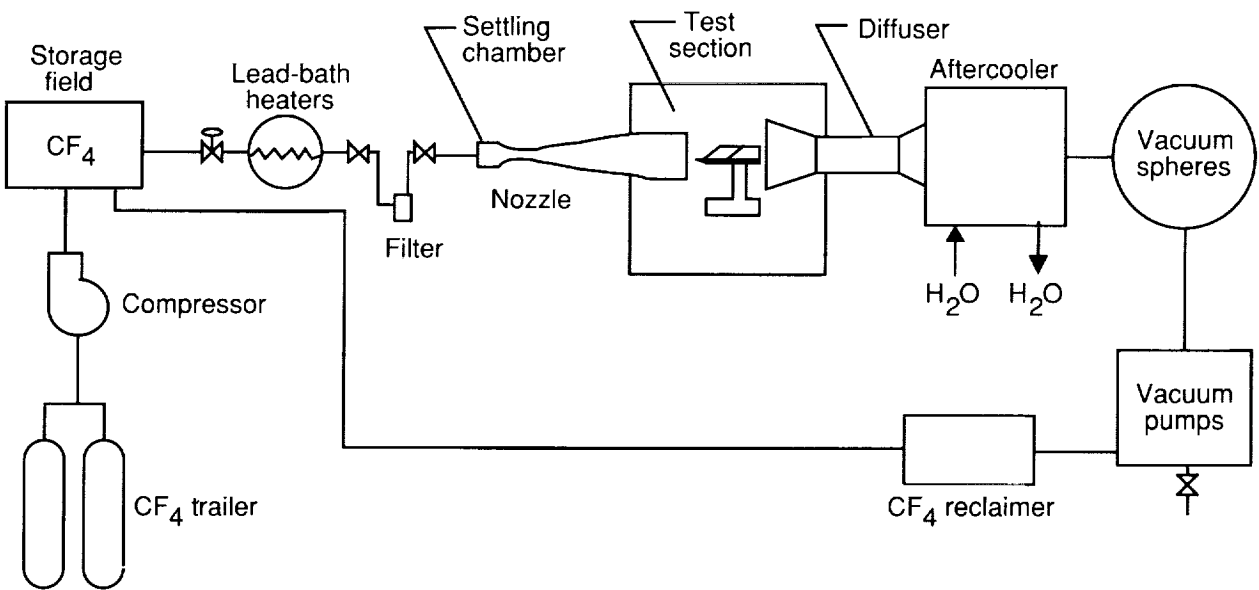 Storage
field
CF4
Lead-bath
heaters
Settling
chamber
Test
section
Diffuser
Aftercooler
Vacuum
spheres
Nozzle
Filter
H2O
H2O
Compressor
Vacuum
pumps
CF4 trailer
CF4 reclaimer